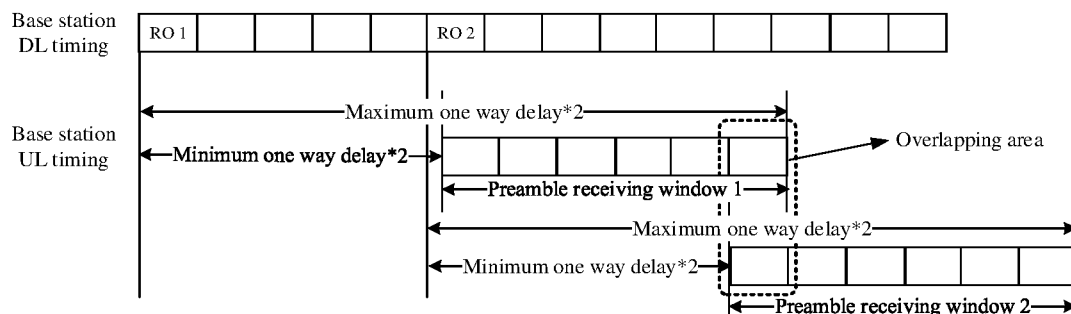 Base station
DL timing
RO 1
RO 2
Maximum one way delay*2
Base station
UL timing
Minimum one way delay*2
Overlapping area
Preamble receiving window 1
Maximum one way delay*2
Minimum one way delay*2
Preamble receiving window 2